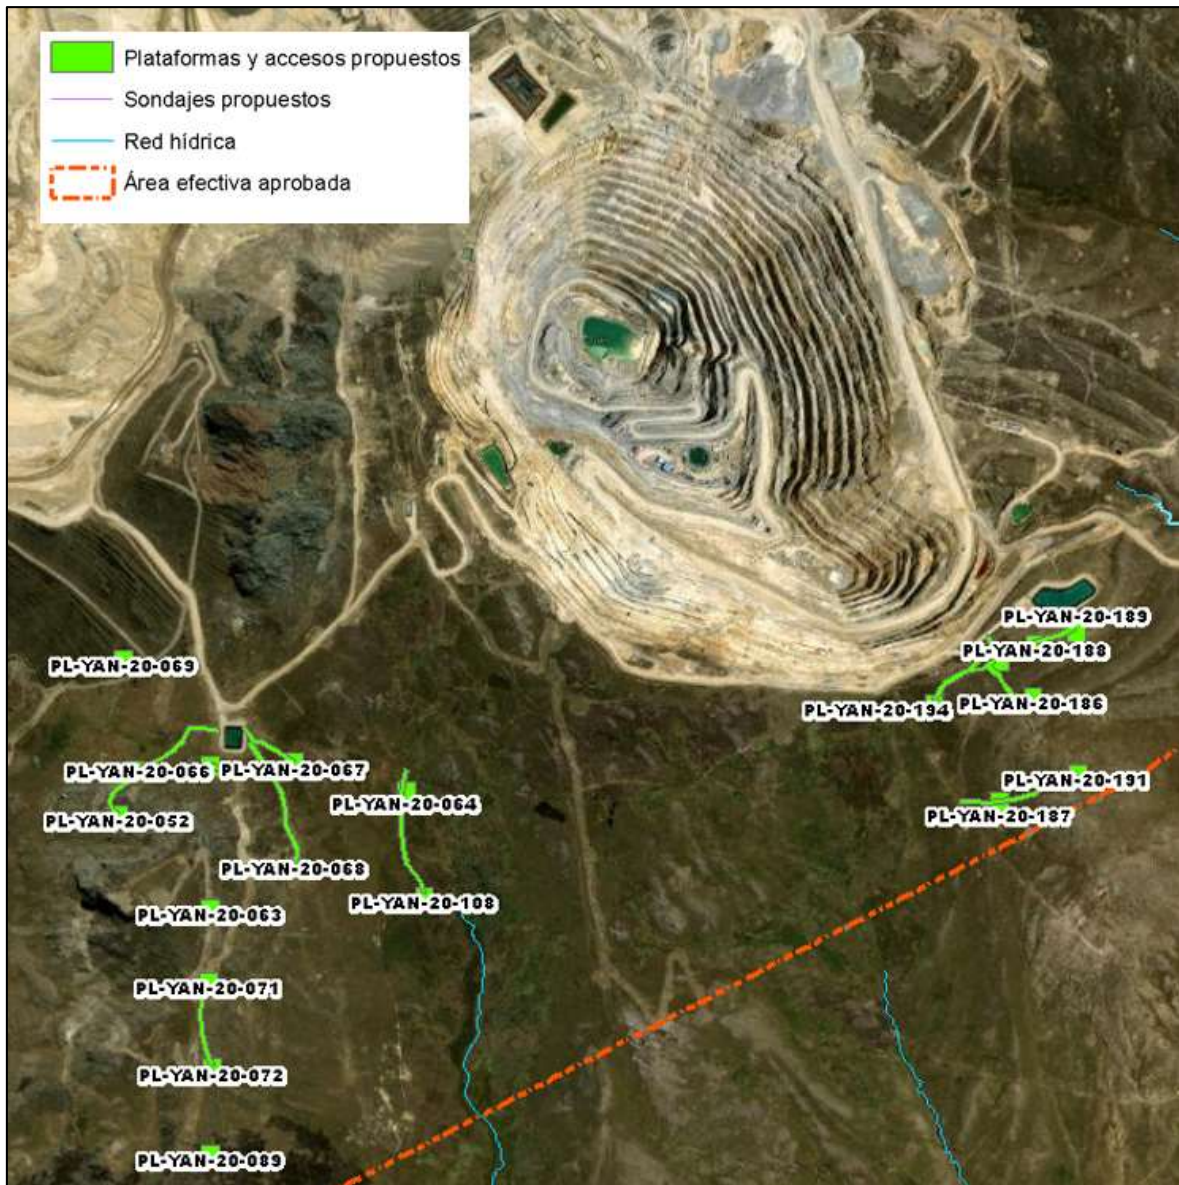 Plataformas y accesos propuestos
Sondajes propuestos
Red hídrica
Área efectiva aprobada
PL-YAN-20-189
PL-YAN-20-188
PL-YAN-20-069
PL-YAN-20-194
PL-YAN-20-186
PL-YAN-20-066
PL-YAN-20-067
PL-YAN-20-191
PL-YAN-20-064
PL-YAN-20-187
PL-YAN-20-052
PL-YAN-20-068
PL-YAN-20-108
PL-YAN-20-063
PL-YAN-20-071
PL-YAN-20-072
PL-YAN-20-089